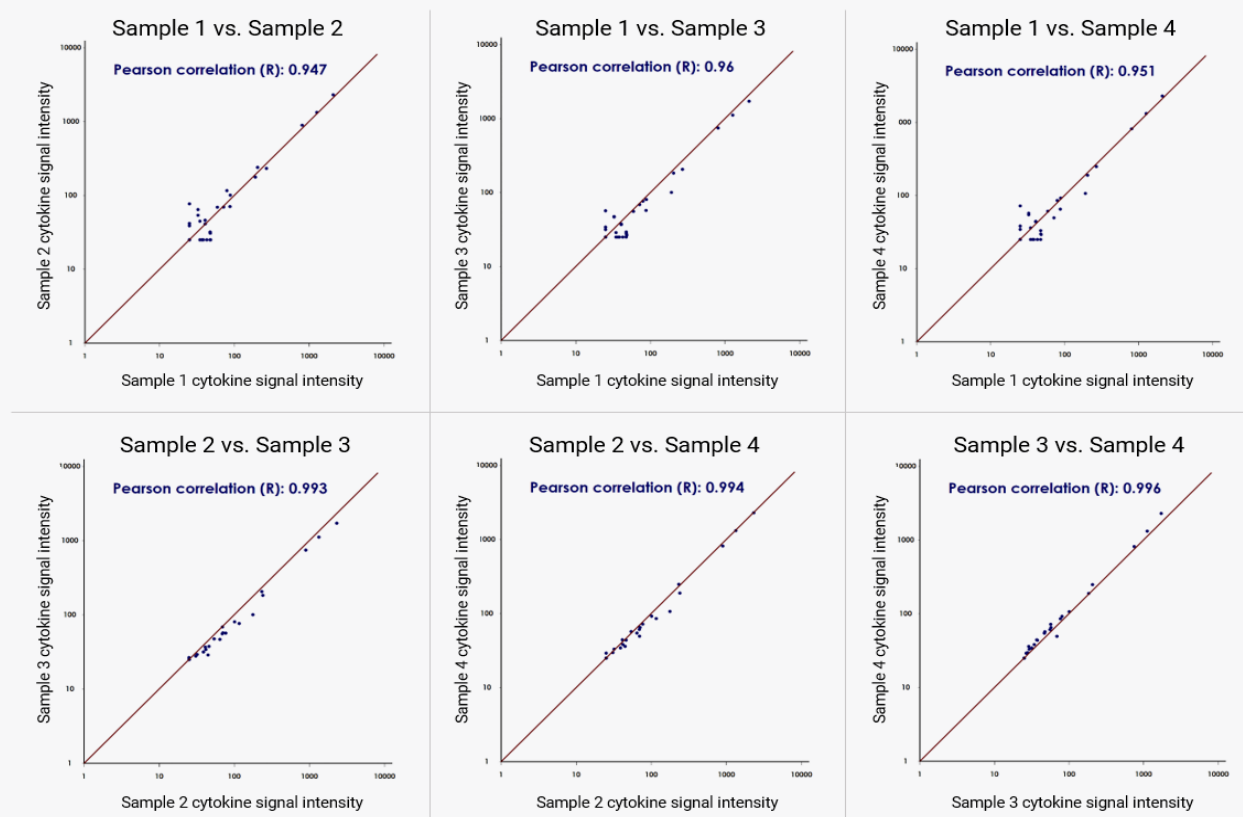 Sample 1 vs. Sample 2
10000
Pearson correlation (R): 0.947
1000
100
10
1
Sample 2 cytokine signal intensity
1 10 100 1000 10000
Sample 1 cytokine signal intensity
Sample 1 vs. Sample 3
10000
Pearson correlation (R): 0.96
1000
100
10
1
Sample 3 cytokine signal intensity
1 10 100 1000 10000
Sample 1 cytokine signal intensity
Sample 1 vs. Sample 4
10000
Pearson correlation (R): 0.951
000
100
10
1
Sample 4 cytokine signal intensity
1 10 100 1000 10000
Sample 1 cytokine signal intensity
Sample 2 vs. Sample 3
10000
Pearson correlation (R): 0.993
1000
100
10
1
Sample 3 cytokine signal intensity
1 10 100 1000 10000
Sample 2 cytokine signal intensity
Sample 2 vs. Sample 4
10000
Pearson correlation (R): 0.994
1000
100
10
1
Sample 4 cytokine signal intensity
1 10 100 1000 10000
Sample 2 cytokine signal intensity
Sample 3 vs. Sample 4
10000
Pearson correlation (R): 0.996
1000
100
10
1
Sample 4 cytokine signal intensity
1 10 100 1000 10000
Sample 3 cytokine signal intensity